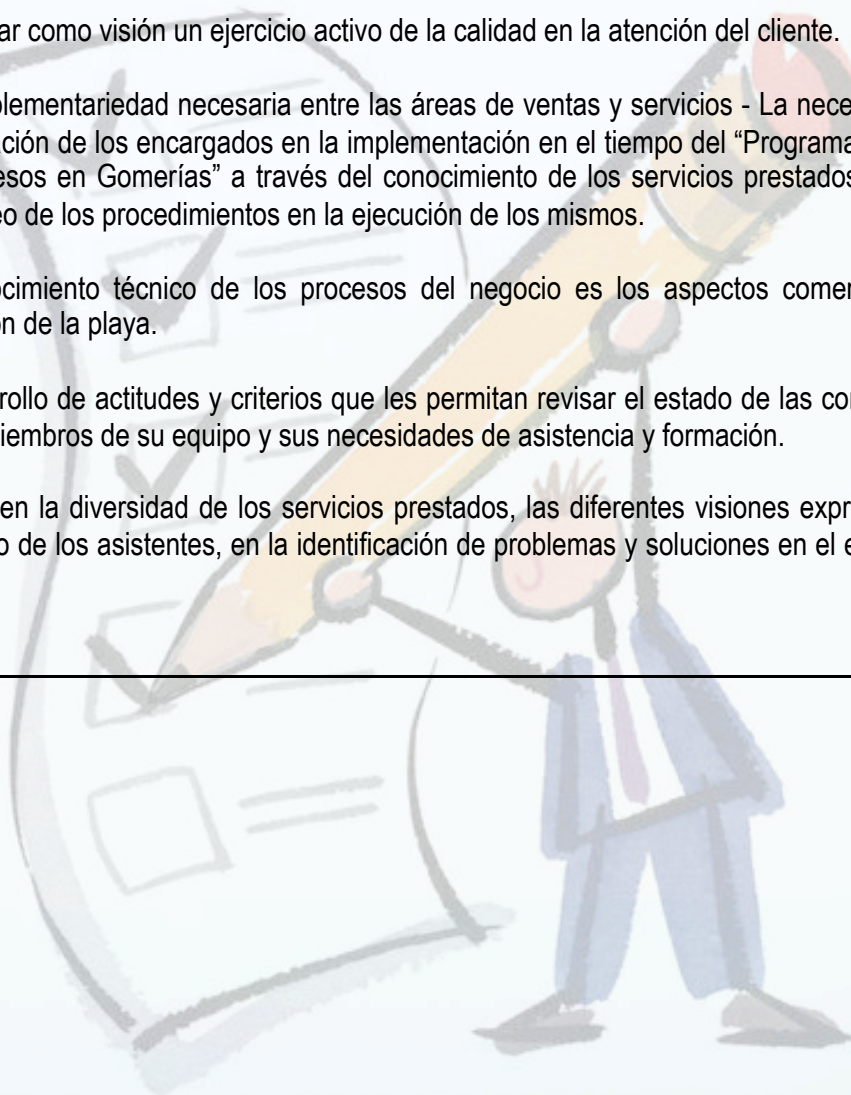 ar como visión un ejercicio activo de la calidad en la atención del cliente.
plementariedad necesaria entre las áreas de ventas y servicios - La nece
ación de los encargados en la implementación en el tiempo del “Programa
esos en Gomerías” a través del conocimiento de los servicios prestados
eo de los procedimientos en la ejecución de los mismos.
ocimiento técnico de los procesos del negocio es los aspectos comer
ón de la playa.
rollo de actitudes y criterios que les permitan revisar el estado de las co
iembros de su equipo y sus necesidades de asistencia y formación.
en la diversidad de los servicios prestados, las diferentes visiones expr
o de los asistentes, en la identificación de problemas y soluciones en el e